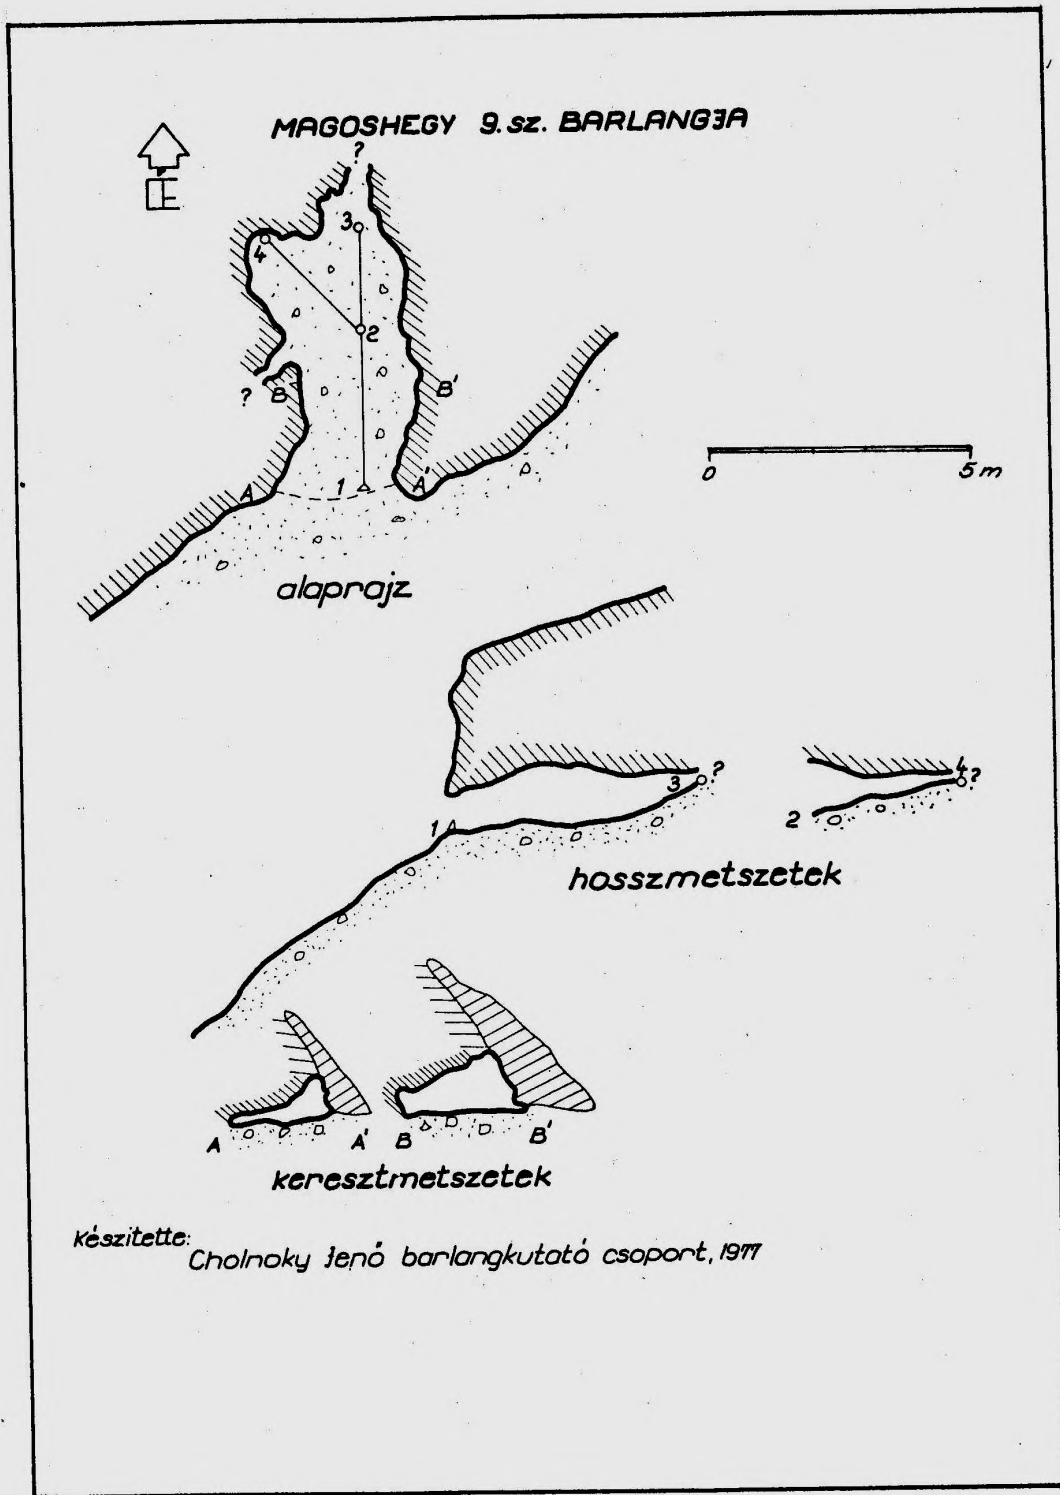 MAGOSHEGY 9.sz. BARLANGJA
É
?
3
4
2
? B B'
A 1 A'
0 5 m
alaprajz
3 ?
4 ?
1
2
hosszmetszetek
A A' B B'
keresztmetszetek
Készitette:
Cholnoky Jenő barlangkutató csoport, 1977